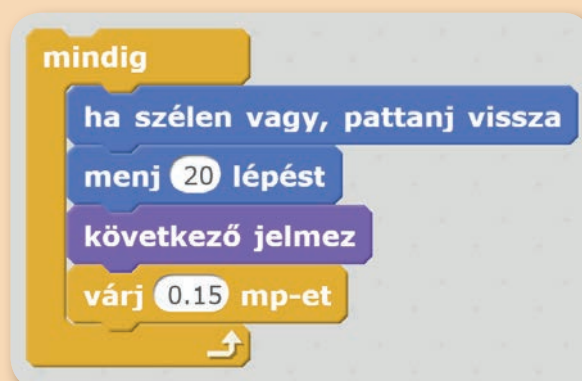 mindig
ha szélen vagy, pattanj vissza
menj 20 lépést
következő jelmez
várj 0.15 mp-et